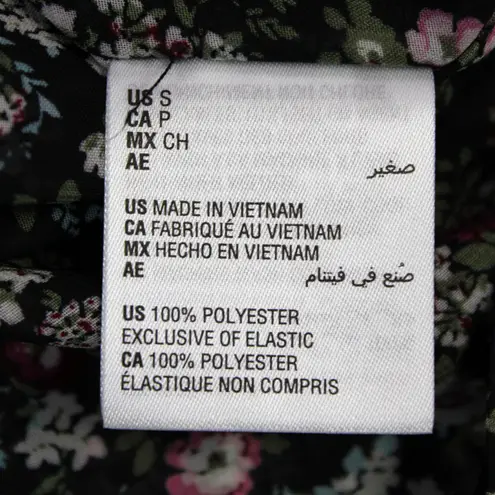 US S
CA P
MX CH
AE صغير
US MADE IN VIETNAM
CA FABRIQUÉ AU VIETNAM
MX HECHO EN VIETNAM
AE صُنع في فيتنام
US 100% POLYESTER
EXCLUSIVE OF ELASTIC
CA 100% POLYESTER
ÉLASTIQUE NON COMPRIS